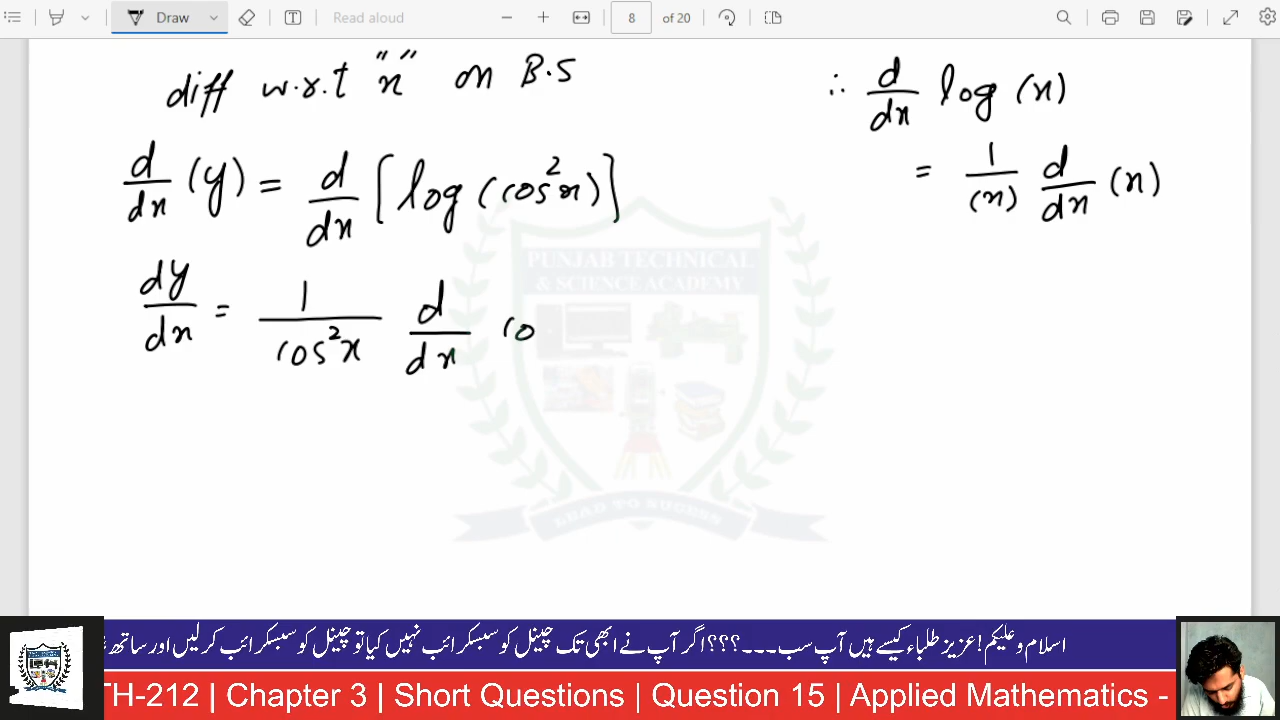 Draw
Read aloud
8 of 20
diff w.r.t "x" on B.S
d/dx (y) = d/dx [log (cos²x)]
dy/dx = 1/cos²x d/dx co
∴ d/dx log (x)
= 1/(x) d/dx (x)
PUNJAB TECHNICAL
& SCIENCE ACADEMY
LEAD TO SUCCESS
اسلام وعلیکم! عزیز طلباء کیسے ہیں آپ سب۔۔۔؟؟؟ اگر آپ نے ابھی تک چینل کو سبسکرائب نہیں کیا تو چینل کو سبسکرائب کر لیں اور ساتھ
TH-212 | Chapter 3 | Short Questions | Question 15 | Applied Mathematics -